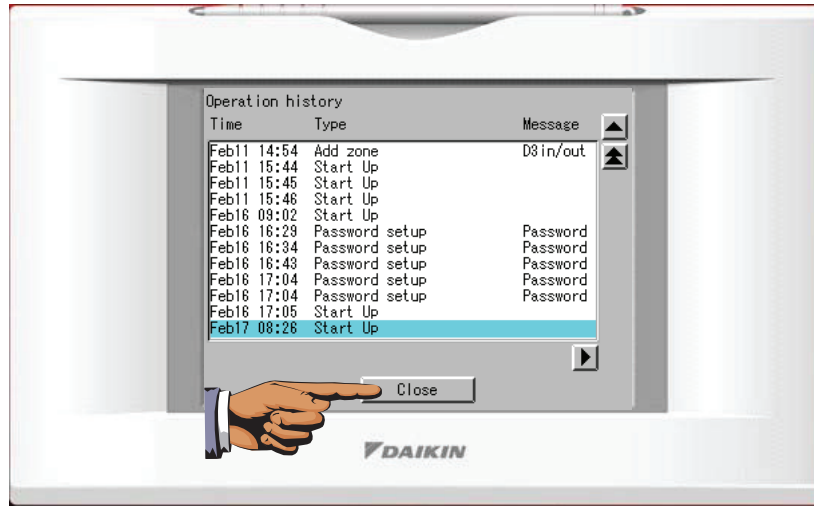 Operation history
Time Type Message
Feb11 14:54 Add zone D3in/out
Feb11 15:44 Start Up
Feb11 15:45 Start Up
Feb11 15:46 Start Up
Feb16 09:02 Start Up
Feb16 16:29 Password setup Password
Feb16 16:34 Password setup Password
Feb16 16:43 Password setup Password
Feb16 17:04 Password setup Password
Feb16 17:04 Password setup Password
Feb16 17:05 Start Up
Feb17 08:26 Start Up
Close
DAIKIN